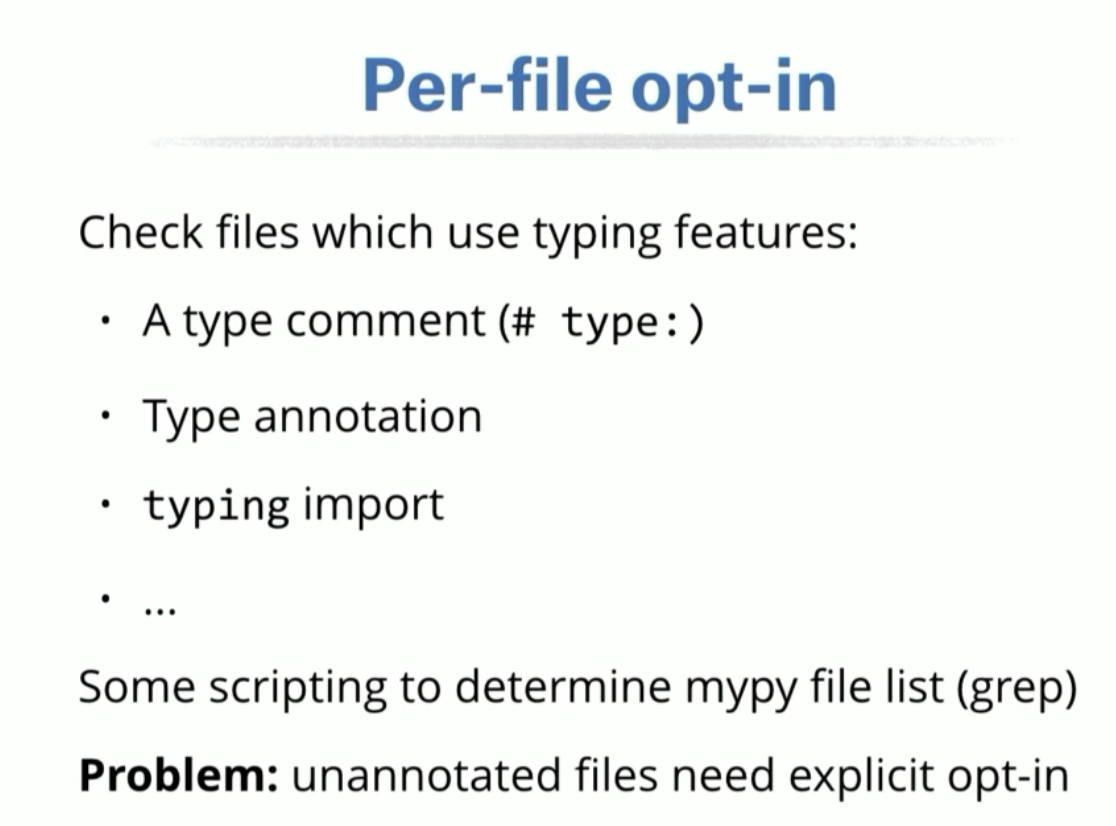 Per-file opt-in
Check files which use typing features:
• A type comment (# type:)
• Type annotation
• typing import
• ...
Some scripting to determine mypy file list (grep)
Problem: unannotated files need explicit opt-in